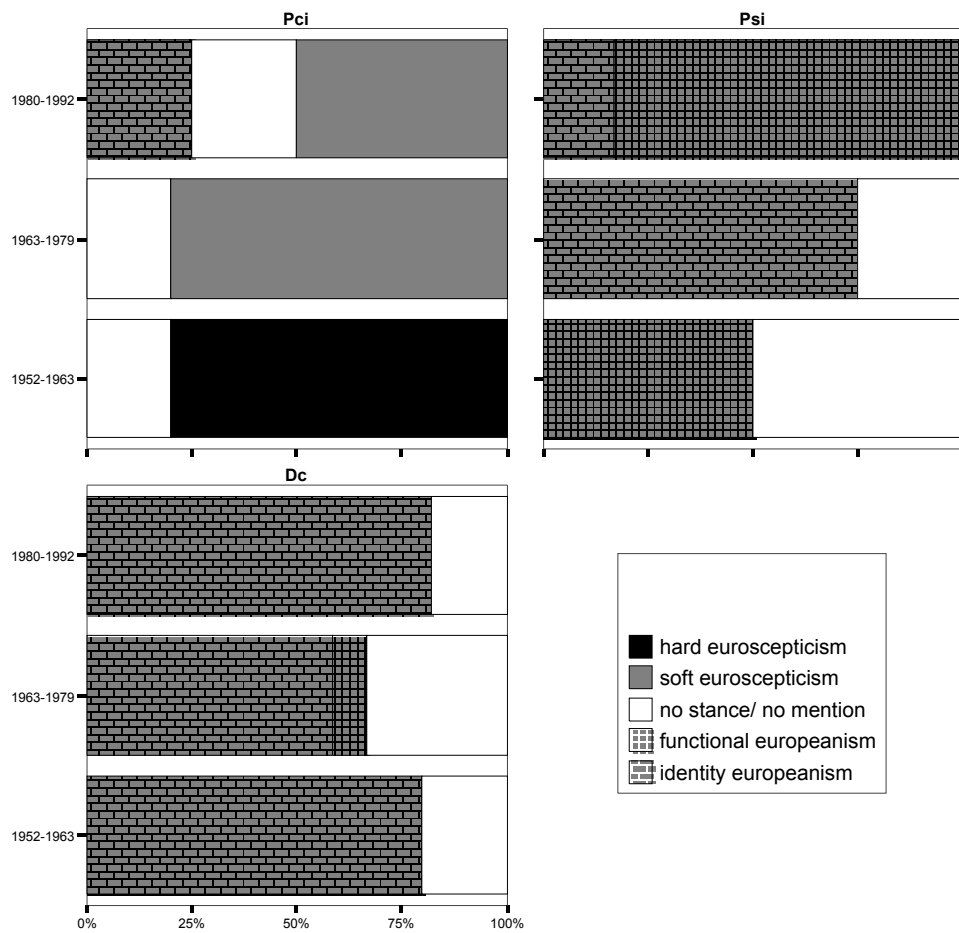 Pci
Psi
1980-1992
1963-1979
1952-1963
Dc
1980-1992
1963-1979
1952-1963
0%
25%
50%
75%
100%
hard euroscepticism
soft euroscepticism
no stance/ no mention
functional europeanism
identity europeanism